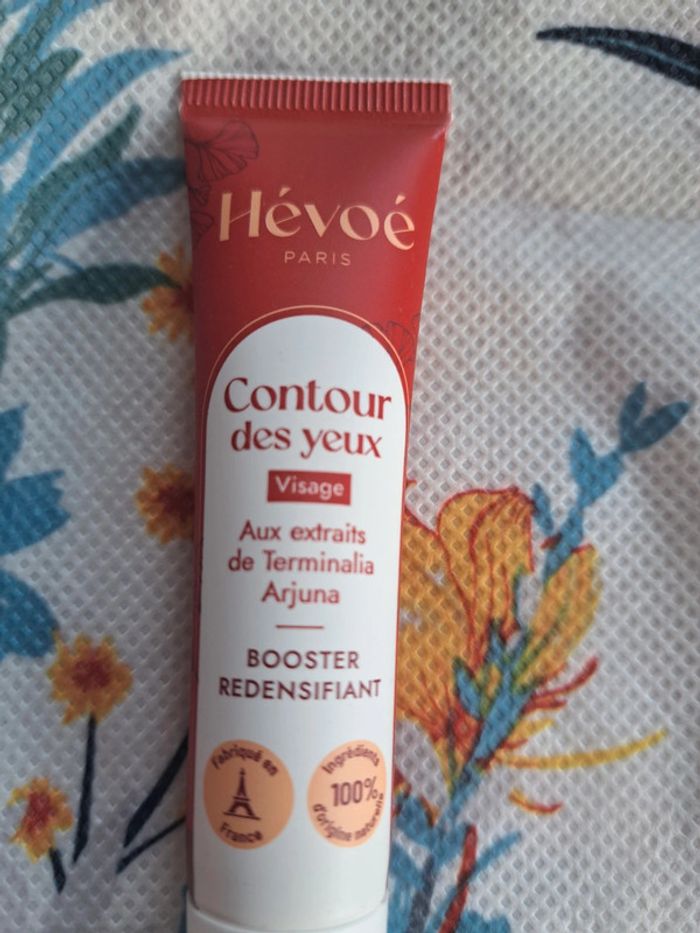 Hévoé
PARIS
Contour
des yeux
Visage
Aux extraits
de Terminalia
Arjuna
BOOSTER
REDENSIFIANT
Fabriqué en
France
Ingrédients
100%
d'origine naturelle